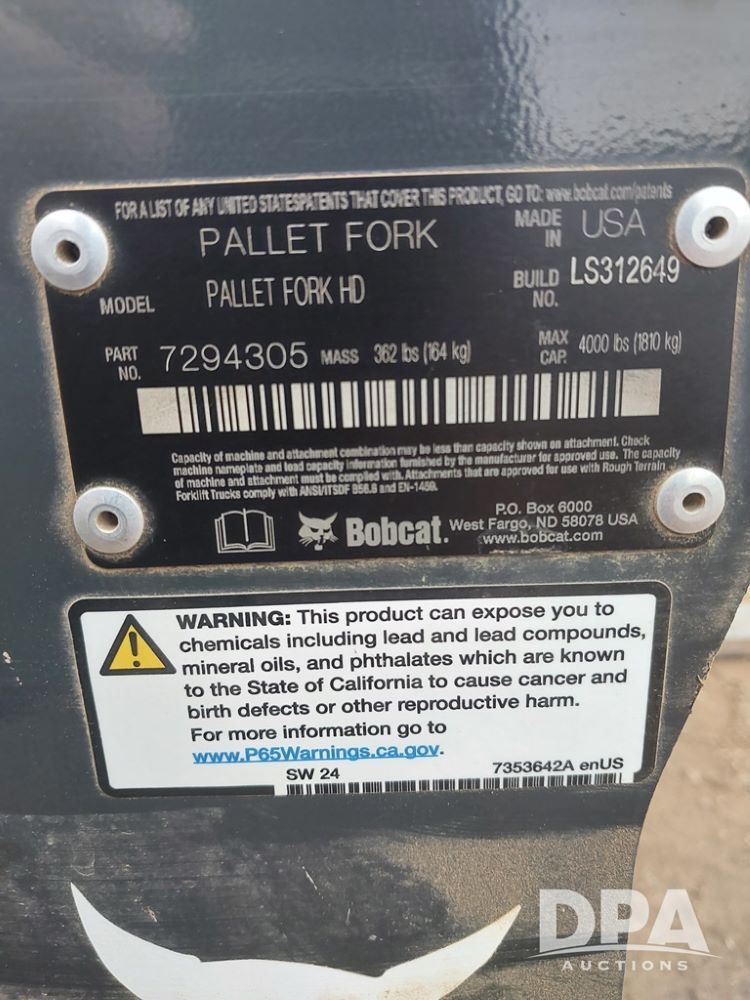 FOR A LIST OF ANY UNITED STATESPATENTS THAT COVER THIS PRODUCT, GO TO: www.bobcat.com/patents
PALLET FORK
MADE IN USA
MODEL PALLET FORK HD
BUILD NO. LS312649
PART NO. 7294305 MASS 362 lbs (164 kg)
MAX CAP. 4000 lbs (1810 kg)
Capacity of machine and attachment combination may be less than capacity shown on attachment. Check
machine nameplate and load capacity information furnished by the manufacturer for approved use. The capacity
of machine and attachment must be complied with. Attachments that are approved for use with Rough Terrain
Forklift Trucks comply with ANSI/ITSDF B56.6 and EN-1459.
Bobcat.
P.O. Box 6000
West Fargo, ND 58078 USA
www.bobcat.com
WARNING: This product can expose you to
chemicals including lead and lead compounds,
mineral oils, and phthalates which are known
to the State of California to cause cancer and
birth defects or other reproductive harm.
For more information go to
www.P65Warnings.ca.gov.
SW 24 7353642A enUS
DPA
AUCTIONS